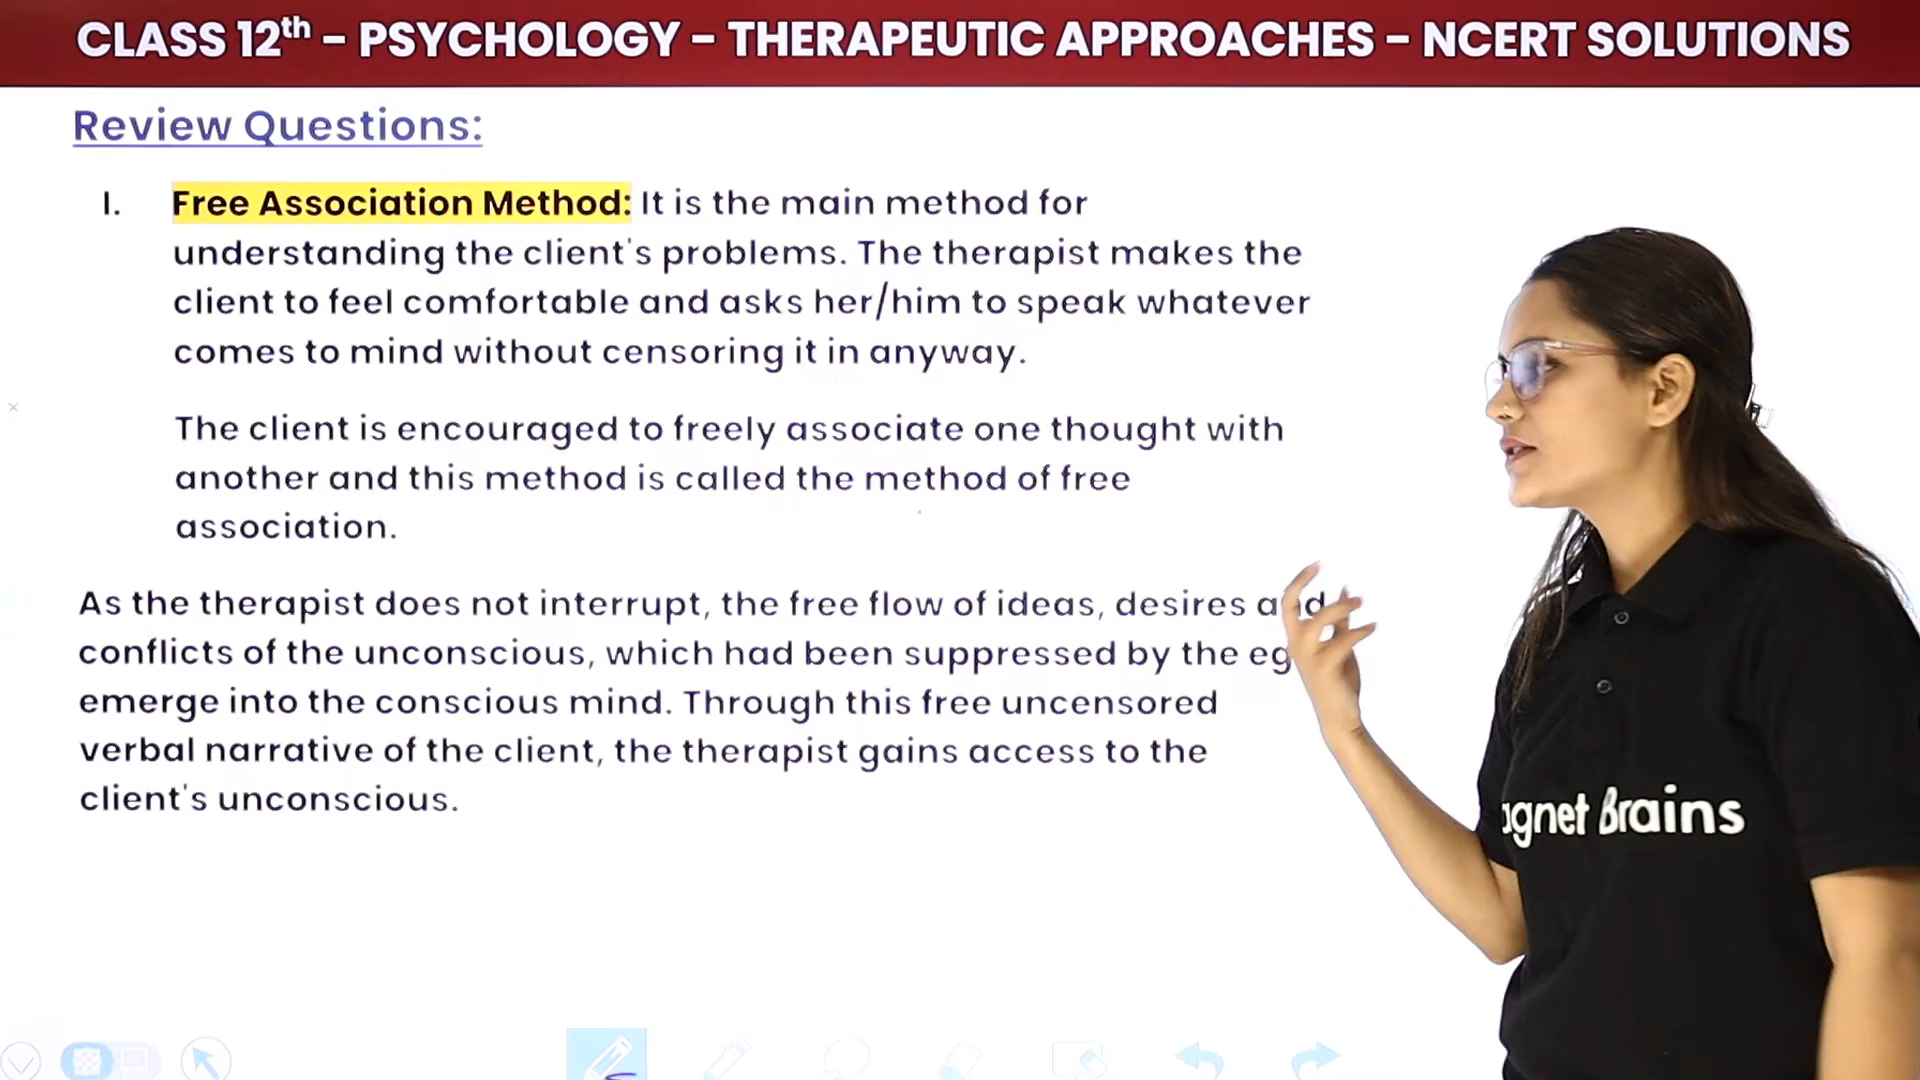 CLASS 12th - PSYCHOLOGY - THERAPEUTIC APPROACHES - NCERT SOLUTIONS
Review Questions:
I. Free Association Method: It is the main method for
understanding the client's problems. The therapist makes the
client to feel comfortable and asks her/him to speak whatever
comes to mind without censoring it in anyway.
The client is encouraged to freely associate one thought with
another and this method is called the method of free
association.
As the therapist does not interrupt, the free flow of ideas, desires and
conflicts of the unconscious, which had been suppressed by the
emerge into the conscious mind. Through this free uncensored
verbal narrative of the client, the therapist gains access to the
client's unconscious.
agnet Brains